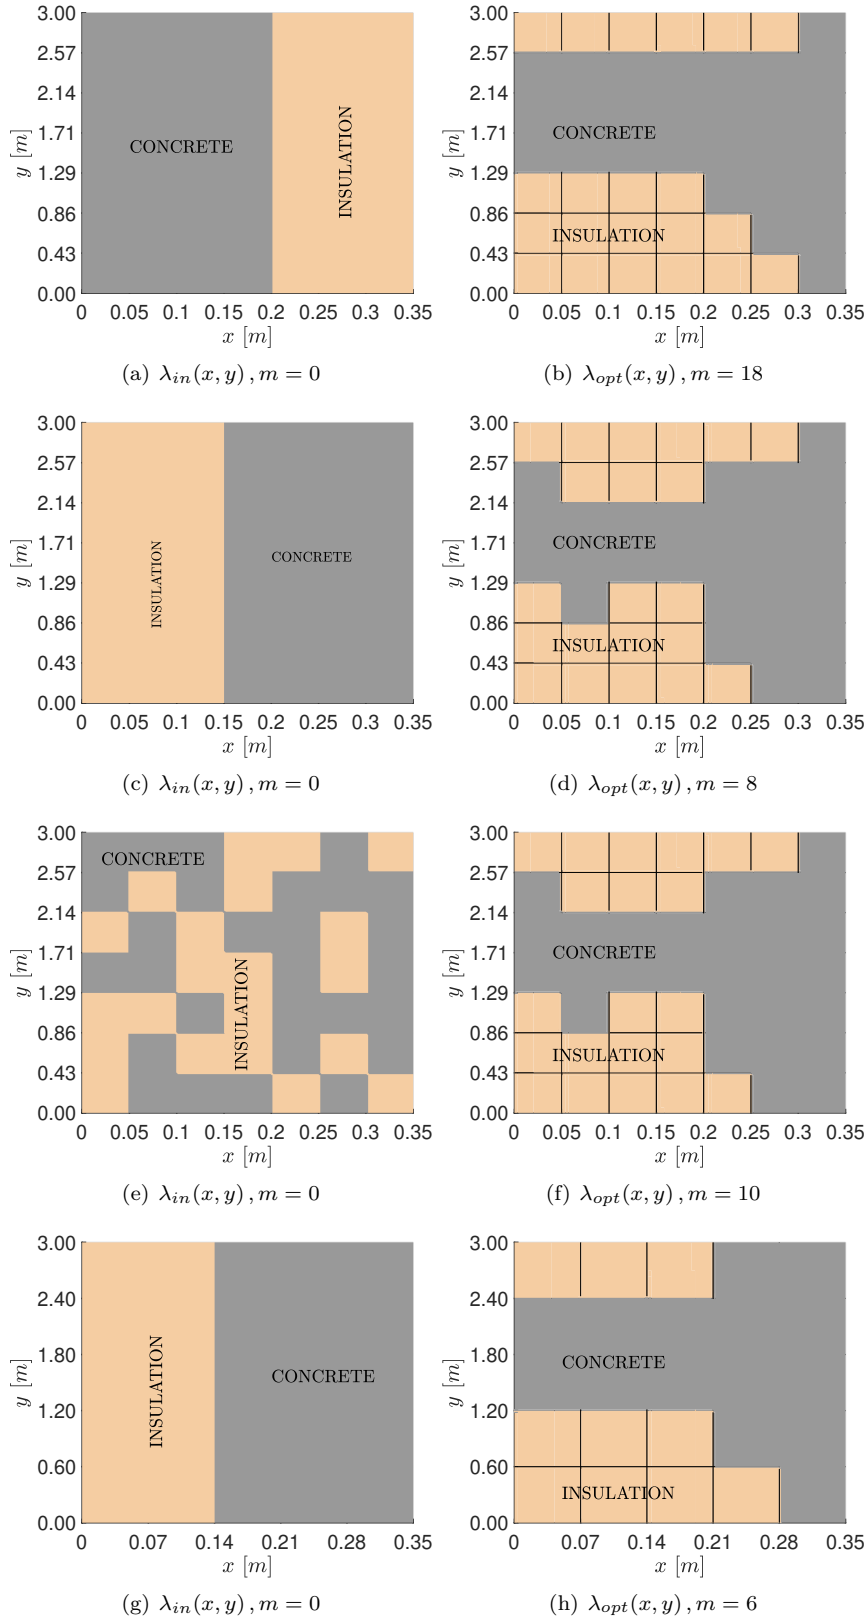 3.00
2.57
2.14
1.71
1.29
0.86
0.43
0.00
y [m]
CONCRETE
INSULATION
0 0.05 0.1 0.15 0.2 0.25 0.3 0.35
x [m]
(a) λin(x, y) , m = 0
3.00
2.57
2.14
1.71
1.29
0.86
0.43
0.00
y [m]
CONCRETE
INSULATION
0 0.05 0.1 0.15 0.2 0.25 0.3 0.35
x [m]
(b) λopt(x, y) , m = 18
3.00
2.57
2.14
1.71
1.29
0.86
0.43
0.00
y [m]
INSULATION
CONCRETE
0 0.05 0.1 0.15 0.2 0.25 0.3 0.35
x [m]
(c) λin(x, y) , m = 0
3.00
2.57
2.14
1.71
1.29
0.86
0.43
0.00
y [m]
CONCRETE
INSULATION
0 0.05 0.1 0.15 0.2 0.25 0.3 0.35
x [m]
(d) λopt(x, y) , m = 8
3.00
2.57
2.14
1.71
1.29
0.86
0.43
0.00
y [m]
CONCRETE
INSULATION
0 0.05 0.1 0.15 0.2 0.25 0.3 0.35
x [m]
(e) λin(x, y) , m = 0
3.00
2.57
2.14
1.71
1.29
0.86
0.43
0.00
y [m]
CONCRETE
INSULATION
0 0.05 0.1 0.15 0.2 0.25 0.3 0.35
x [m]
(f) λopt(x, y) , m = 10
3.00
2.40
1.80
1.20
0.60
0.00
y [m]
INSULATION
CONCRETE
0 0.07 0.14 0.21 0.28 0.35
x [m]
(g) λin(x, y) , m = 0
3.00
2.40
1.80
1.20
0.60
0.00
y [m]
CONCRETE
INSULATION
0 0.07 0.14 0.21 0.28 0.35
x [m]
(h) λopt(x, y) , m = 6